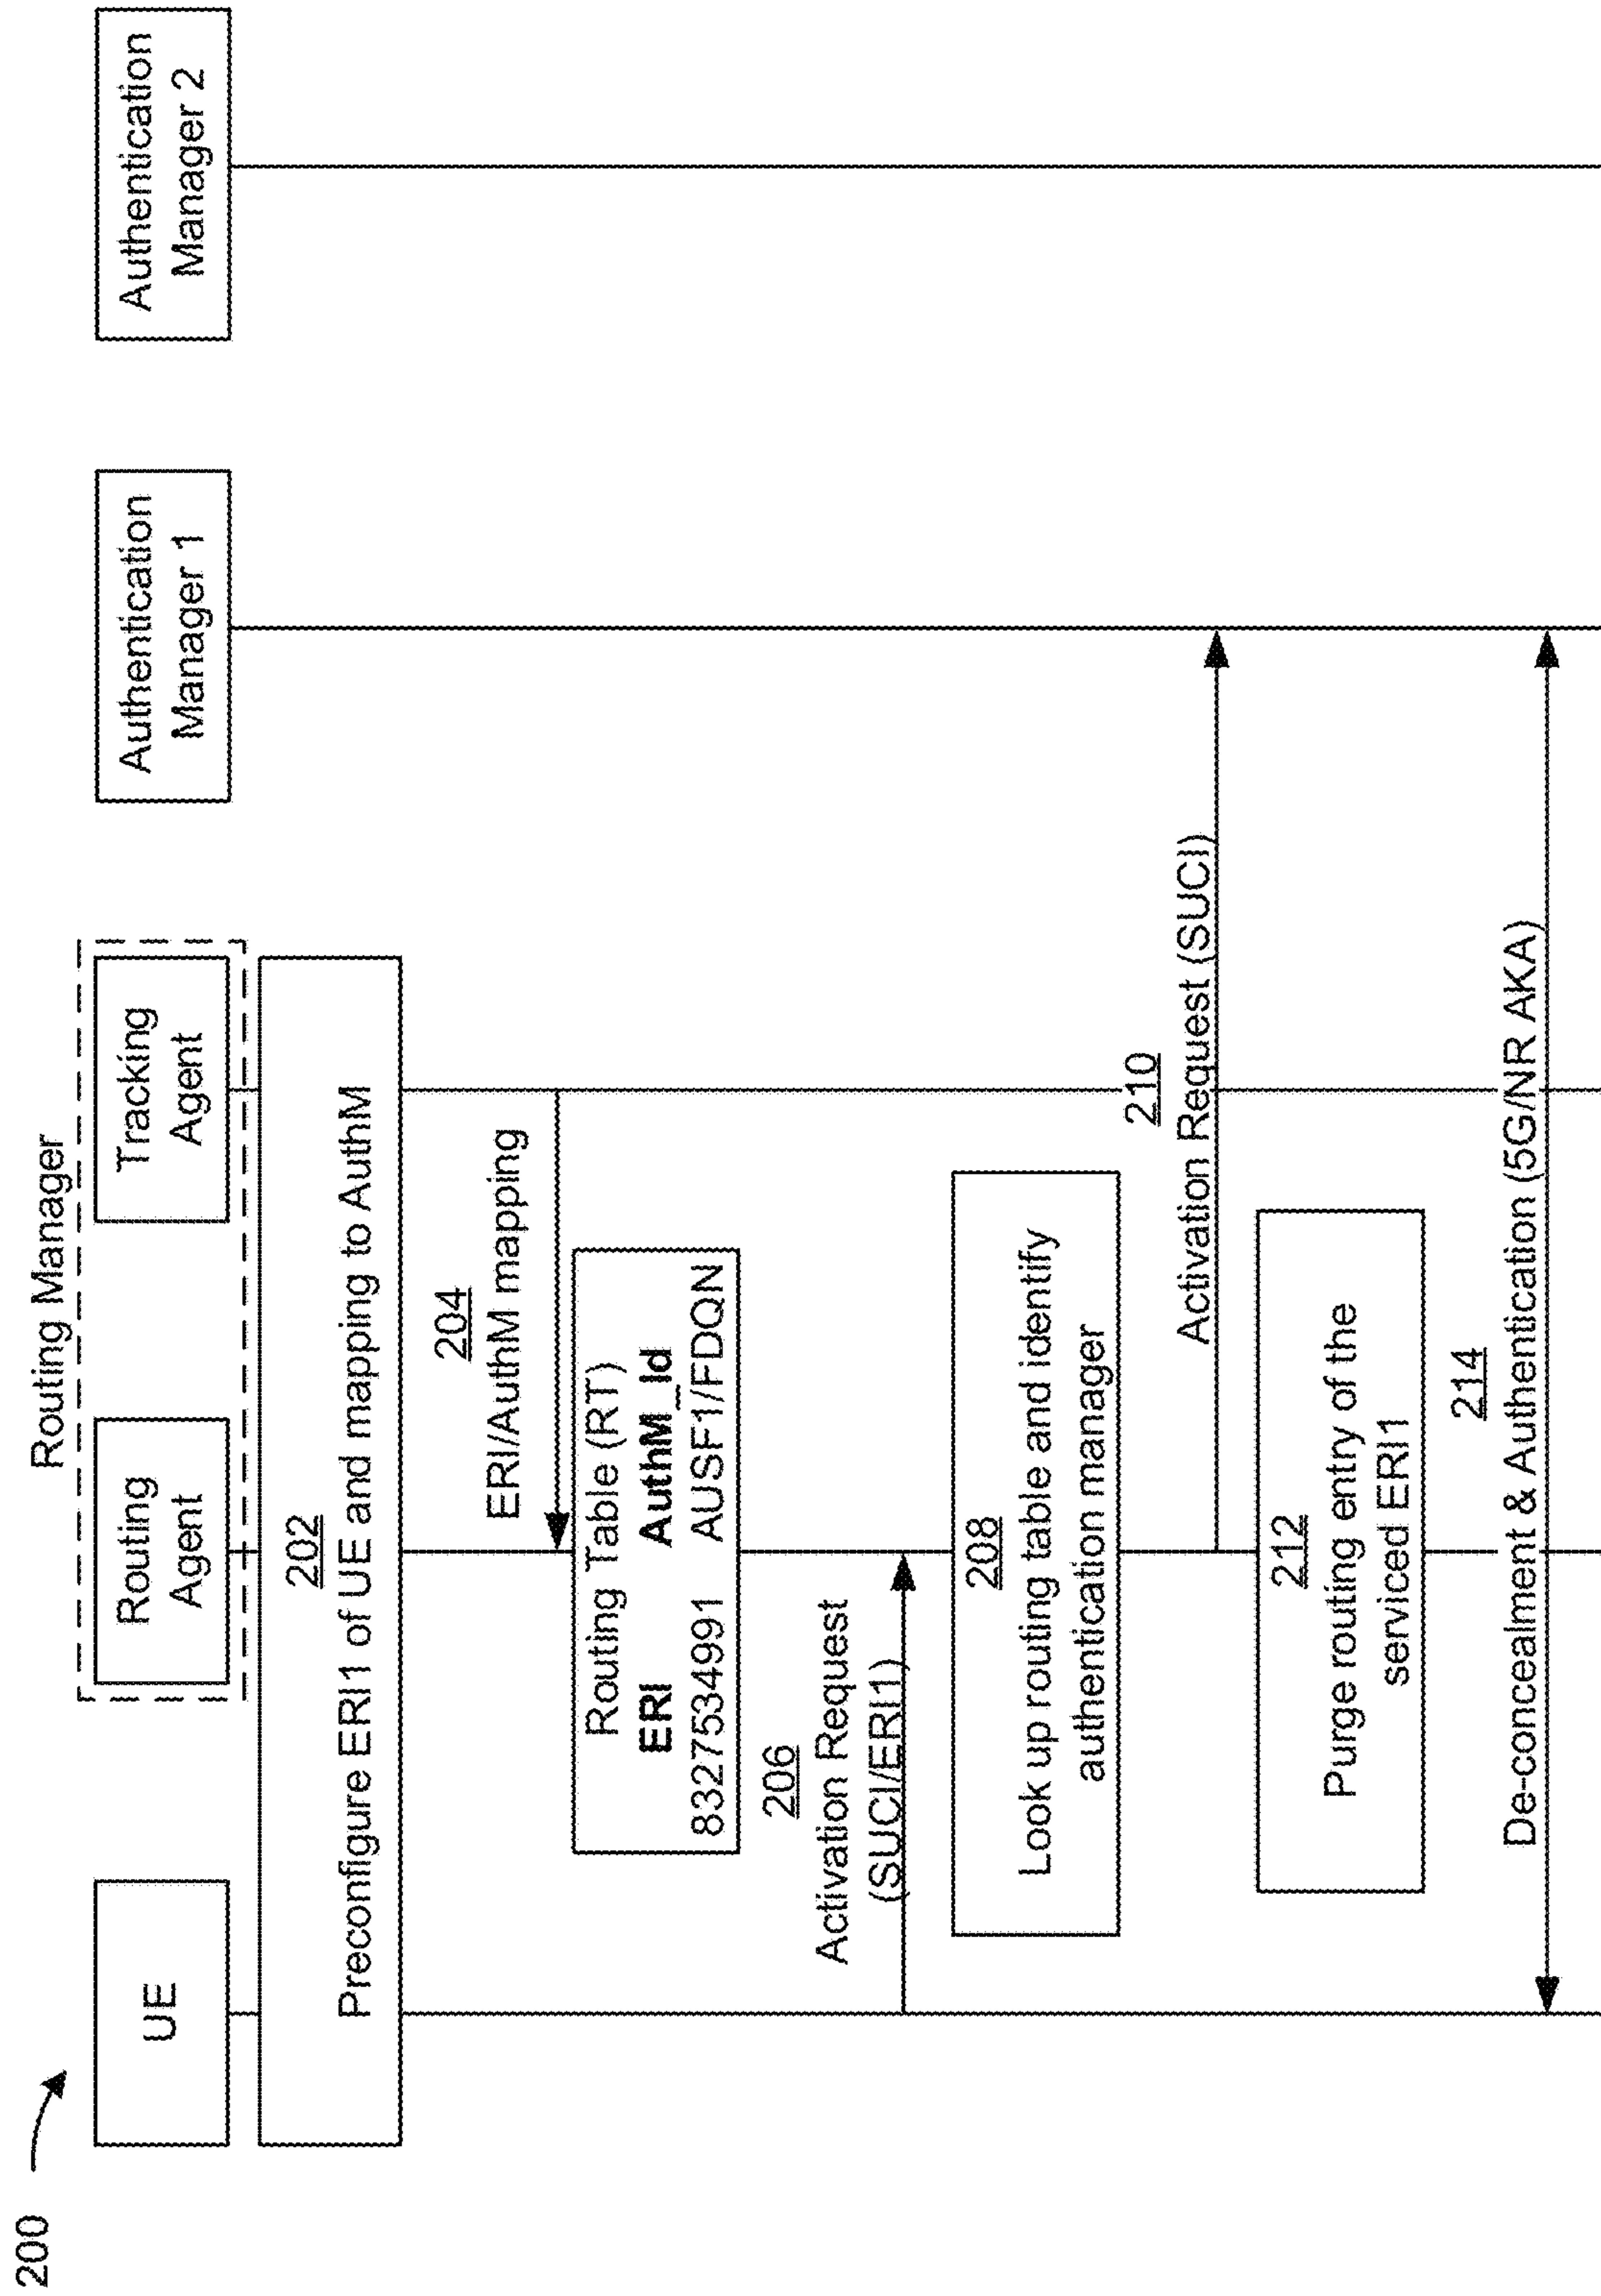 200
Routing Manager
UE
Routing
Agent
Tracking
Agent
Authentication
Manager 1
Authentication
Manager 2
202
Preconfigure ERI1 of UE and mapping to AuthM
204
ERI/AuthM mapping
Routing Table (RT)
ERI AuthM_Id
8327534991 AUSF1/FDQN
206
Activation Request
(SUCI/ERI1)
208
Look up routing table and identify
authentication manager
210
Activation Request (SUCI)
212
Purge routing entry of the
serviced ERI1
214
De-concealment & Authentication (5G/NR AKA)